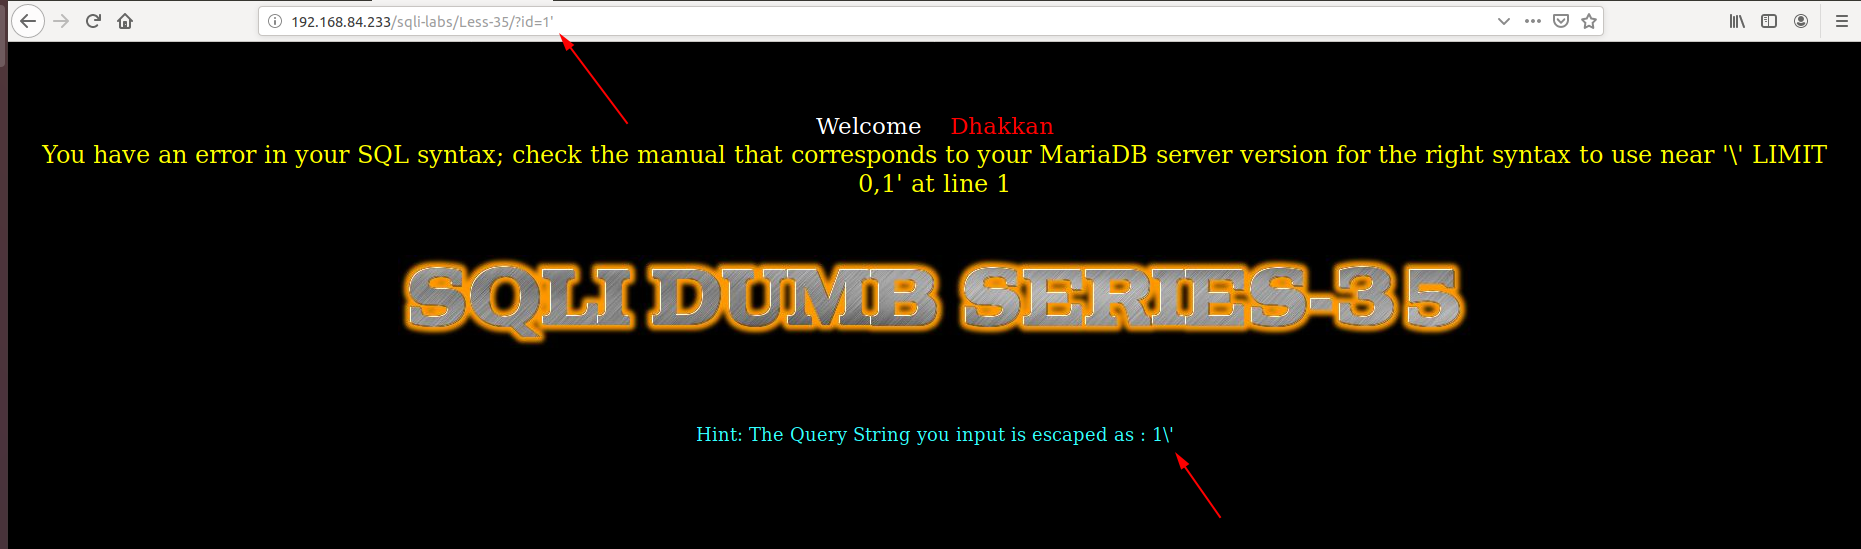 192.168.84.233/sqli-labs/Less-35/?id=1'
Welcome Dhakkan
You have an error in your SQL syntax; check the manual that corresponds to your MariaDB server version for the right syntax to use near '\' LIMIT
0,1' at line 1
SQLI DUMB SERIES-35
Hint: The Query String you input is escaped as : 1\'